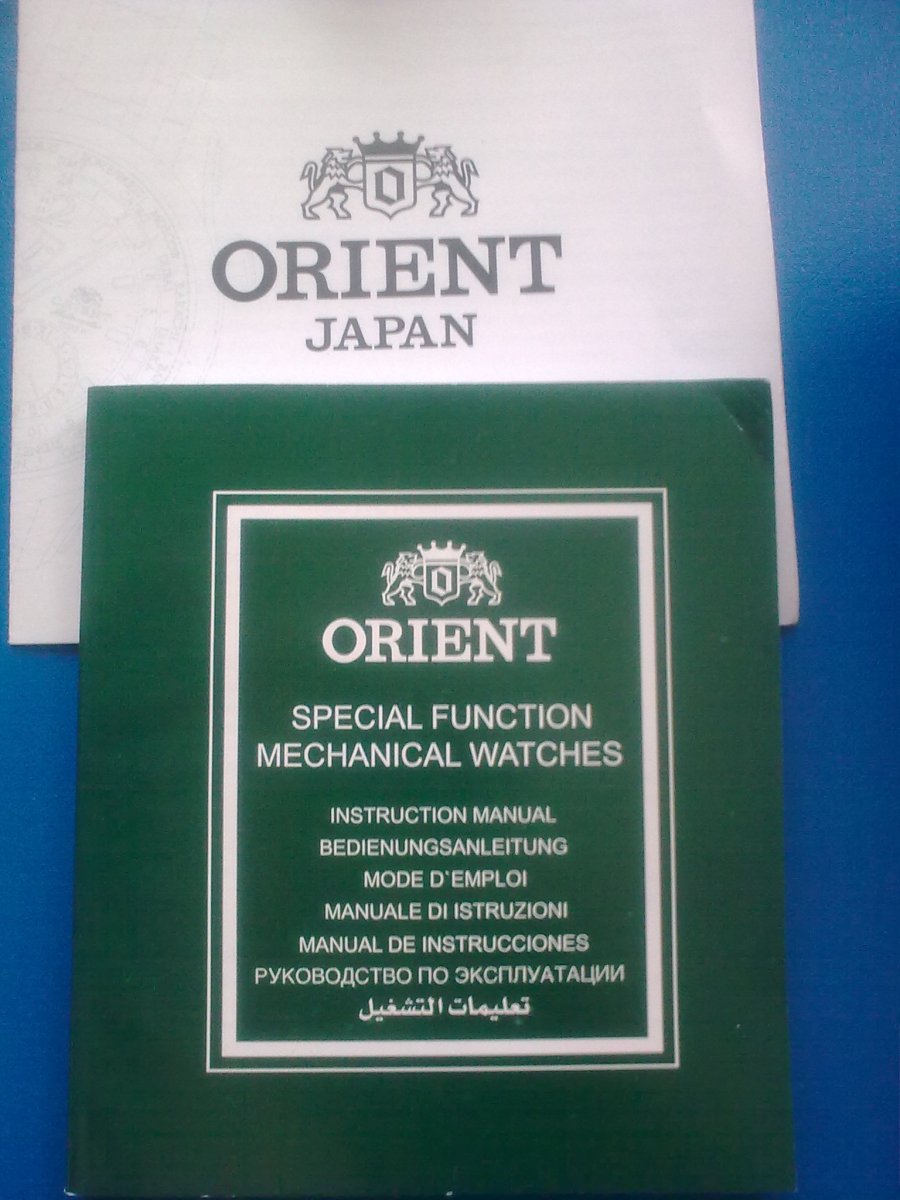 O
ORIENT
JAPAN
O
ORIENT
SPECIAL FUNCTION
MECHANICAL WATCHES
INSTRUCTION MANUAL
BEDIENUNGSANLEITUNG
MODE D`EMPLOI
MANUALE DI ISTRUZIONI
MANUAL DE INSTRUCCIONES
РУКОВОДСТВО ПО ЭКСПЛУАТАЦИИ
تعليمات التشغيل